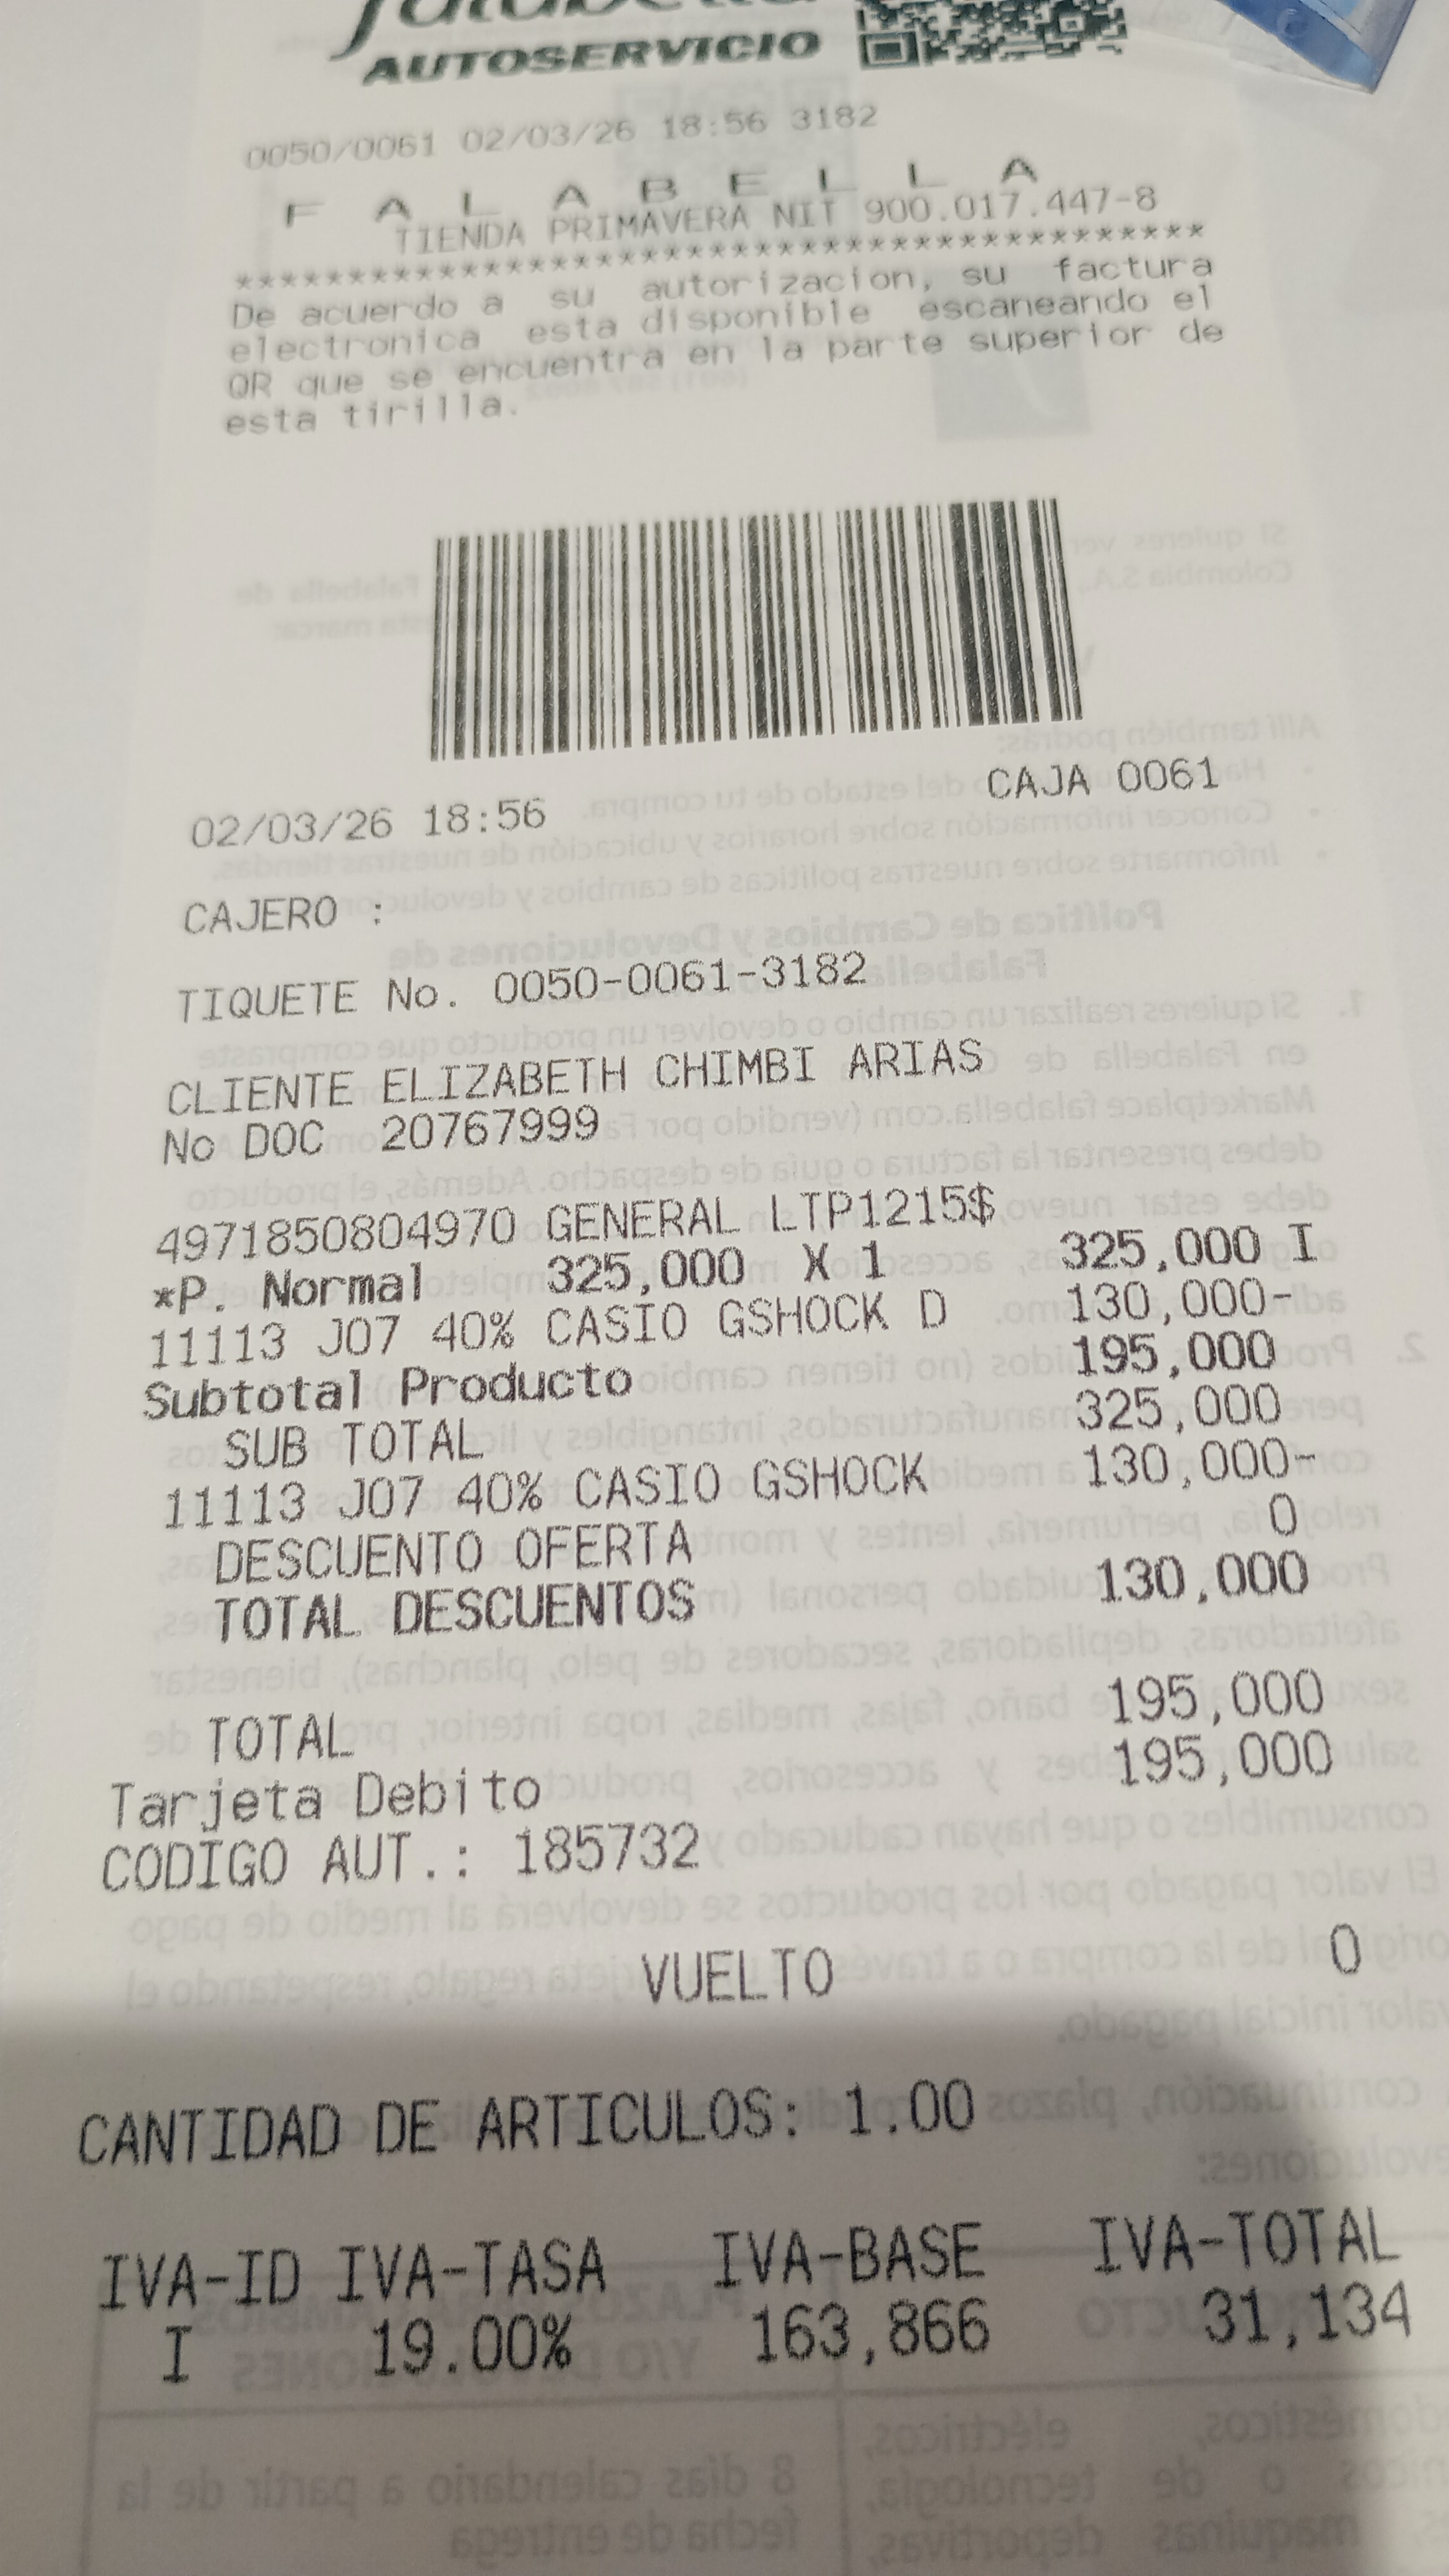 AUTOSERVICIO
0050/0061 02/03/26 18:56 3182
F A L A B E L L A
TIENDA PRIMAVERA NIT 900.017.447-8
*******************************************
De acuerdo a su autorizacion, su factura
electronica esta disponible escaneando el
QR que se encuentra en la parte superior de
esta tirilla.
02/03/26 18:56 CAJA 0061
CAJERO :
TIQUETE No. 0050-0061-3182
CLIENTE ELIZABETH CHIMBI ARIAS
No DOC 20767999
4971850804970 GENERAL LTP1215$
*P. Normal 325,000 X 1 325,000 I
11113 J07 40% CASIO GSHOCK D 130,000-
Subtotal Producto 195,000
SUB TOTAL 325,000
11113 J07 40% CASIO GSHOCK 130,000-
DESCUENTO OFERTA 0
TOTAL DESCUENTOS 130,000
TOTAL 195,000
Tarjeta Debito 195,000
CODIGO AUT.: 185732
VUELTO 0
CANTIDAD DE ARTICULOS: 1.00
IVA-ID IVA-TASA IVA-BASE IVA-TOTAL
I 19.00% 163,866 31,134